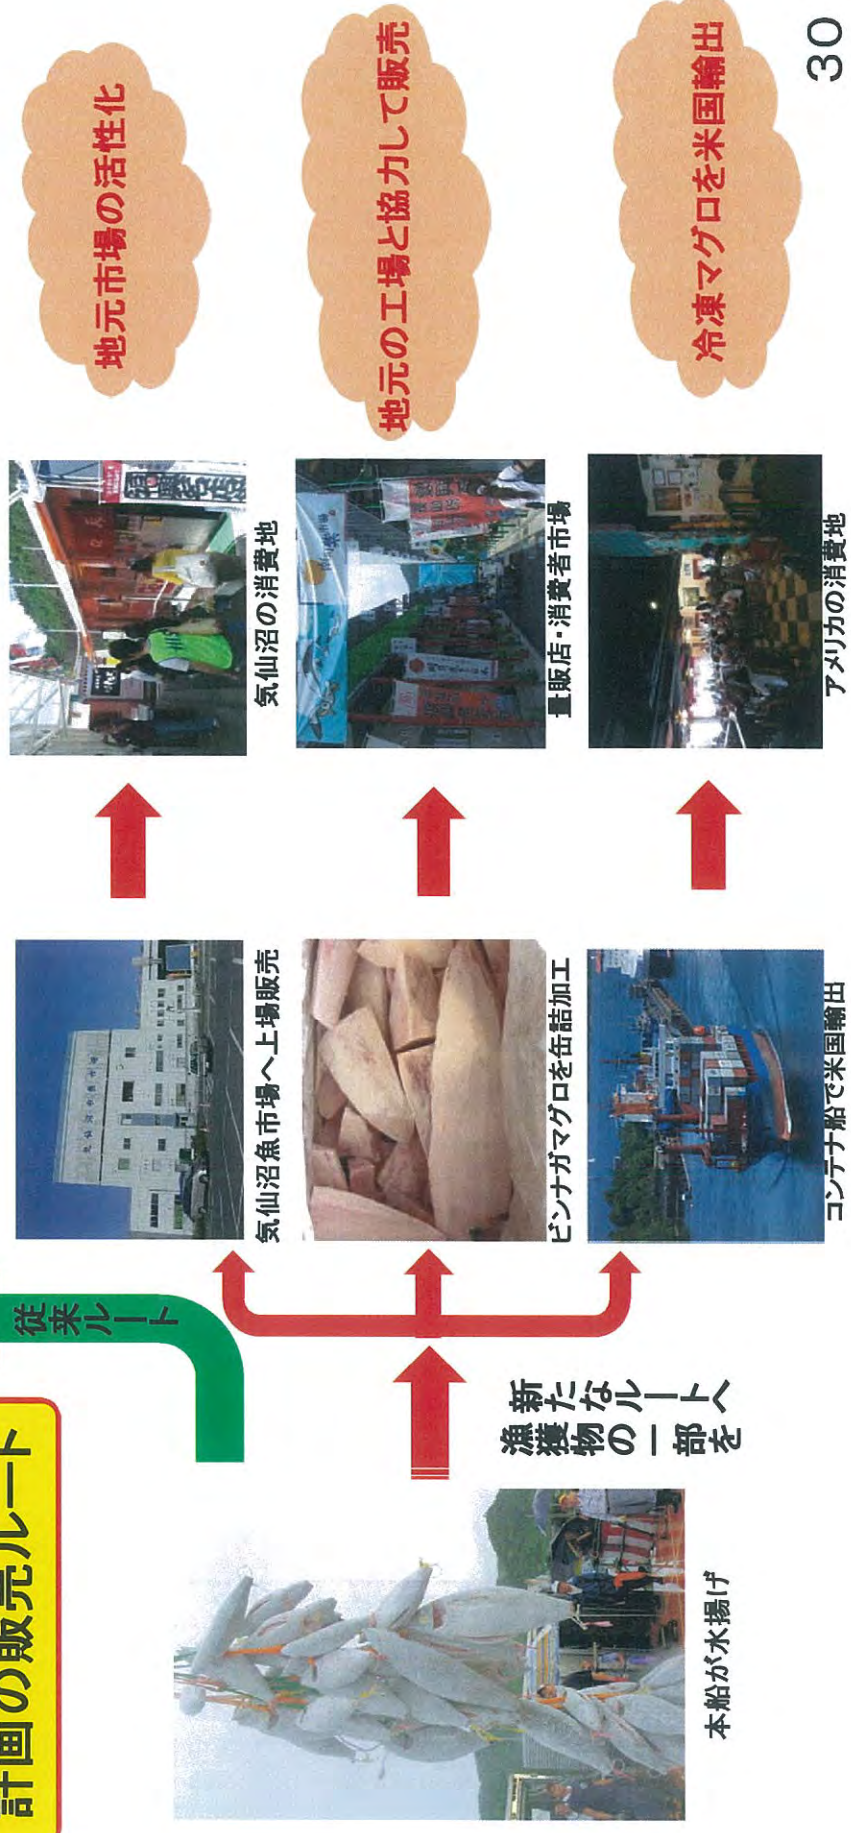 計画の販売ルート
従来
ルート
本船が水揚げ
漁獲物の一部を
新たなルートへ
気仙沼魚市場へ上場販売
気仙沼の消費地
地元市場の活性化
ビンナガマグロを缶詰加工
量販店・消費者市場
地元の工場と協力して販売
コンテナ船で米国輸出
アメリカの消費地
冷凍マグロを米国輸出
30